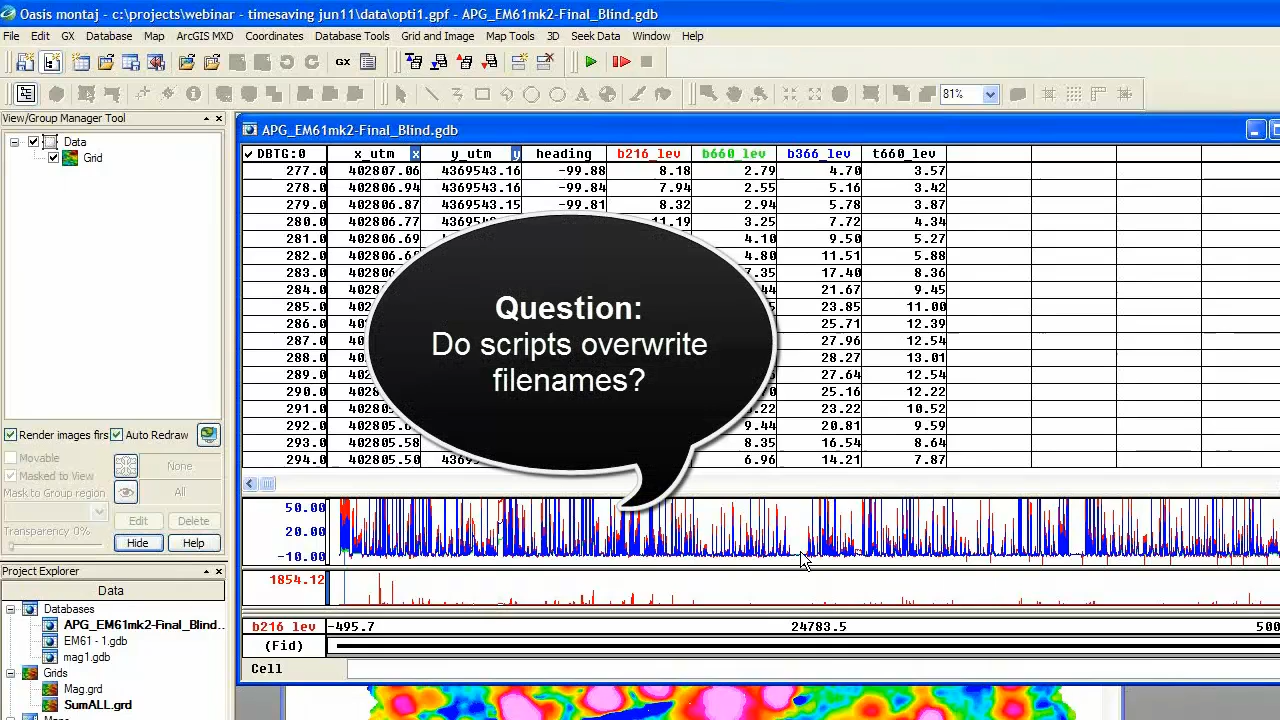 Oasis montaj - c:\projects\webinar - timesaving jun11\data\opti1.gpf - APG_EM61mk2-Final_Blind.gdb
File Edit GX Database Map ArcGIS MXD Coordinates Database Tools Grid and Image Map Tools 3D Seek Data Window Help
GX
81%
View/Group Manager Tool
Data
Grid
Render images firs Auto Redraw
Movable
None
Masked to View
Mask to Group region
All
Transparency 0%
Edit Delete
Hide Help
Project Explorer
Data
Databases
APG_EM61mk2-Final_Blind...
EM61 - 1.gdb
mag1.gdb
Grids
Mag.grd
SumALL.grd
APG_EM61mk2-Final_Blind.gdb
DBTG:0 x_utm x y_utm y heading b216_lev b660_lev b366_lev t660_lev
277.0 402807.06 4369543.16 -99.88 8.18 2.79 4.70 3.57
278.0 402806.94 4369543.16 -99.84 7.94 2.55 5.16 3.42
279.0 402806.87 4369543.15 -99.81 8.32 2.94 5.78 3.87
280.0 402806.77 11.19 3.25 7.72 4.34
281.0 402806.69 4.10 9.50 5.27
282.0 4.80 11.51 5.88
283.0 7.35 17.40 8.36
284.0 21.67 9.45
285.0 23.85 11.00
286.0 25.71 12.39
287.0 27.96 12.54
288.0 28.27 13.01
289.0 27.64 12.54
290.0 25.16 12.22
291.0 23.22 10.52
292.0 9.44 20.81 9.59
293.0 402805.58 8.35 16.54 8.64
294.0 402805.50 6.96 14.21 7.87
Question:
Do scripts overwrite
filenames?
50.00
20.00
-10.00
1854.12
b216_lev -495.7 24783.5 500
(Fid)
Cell